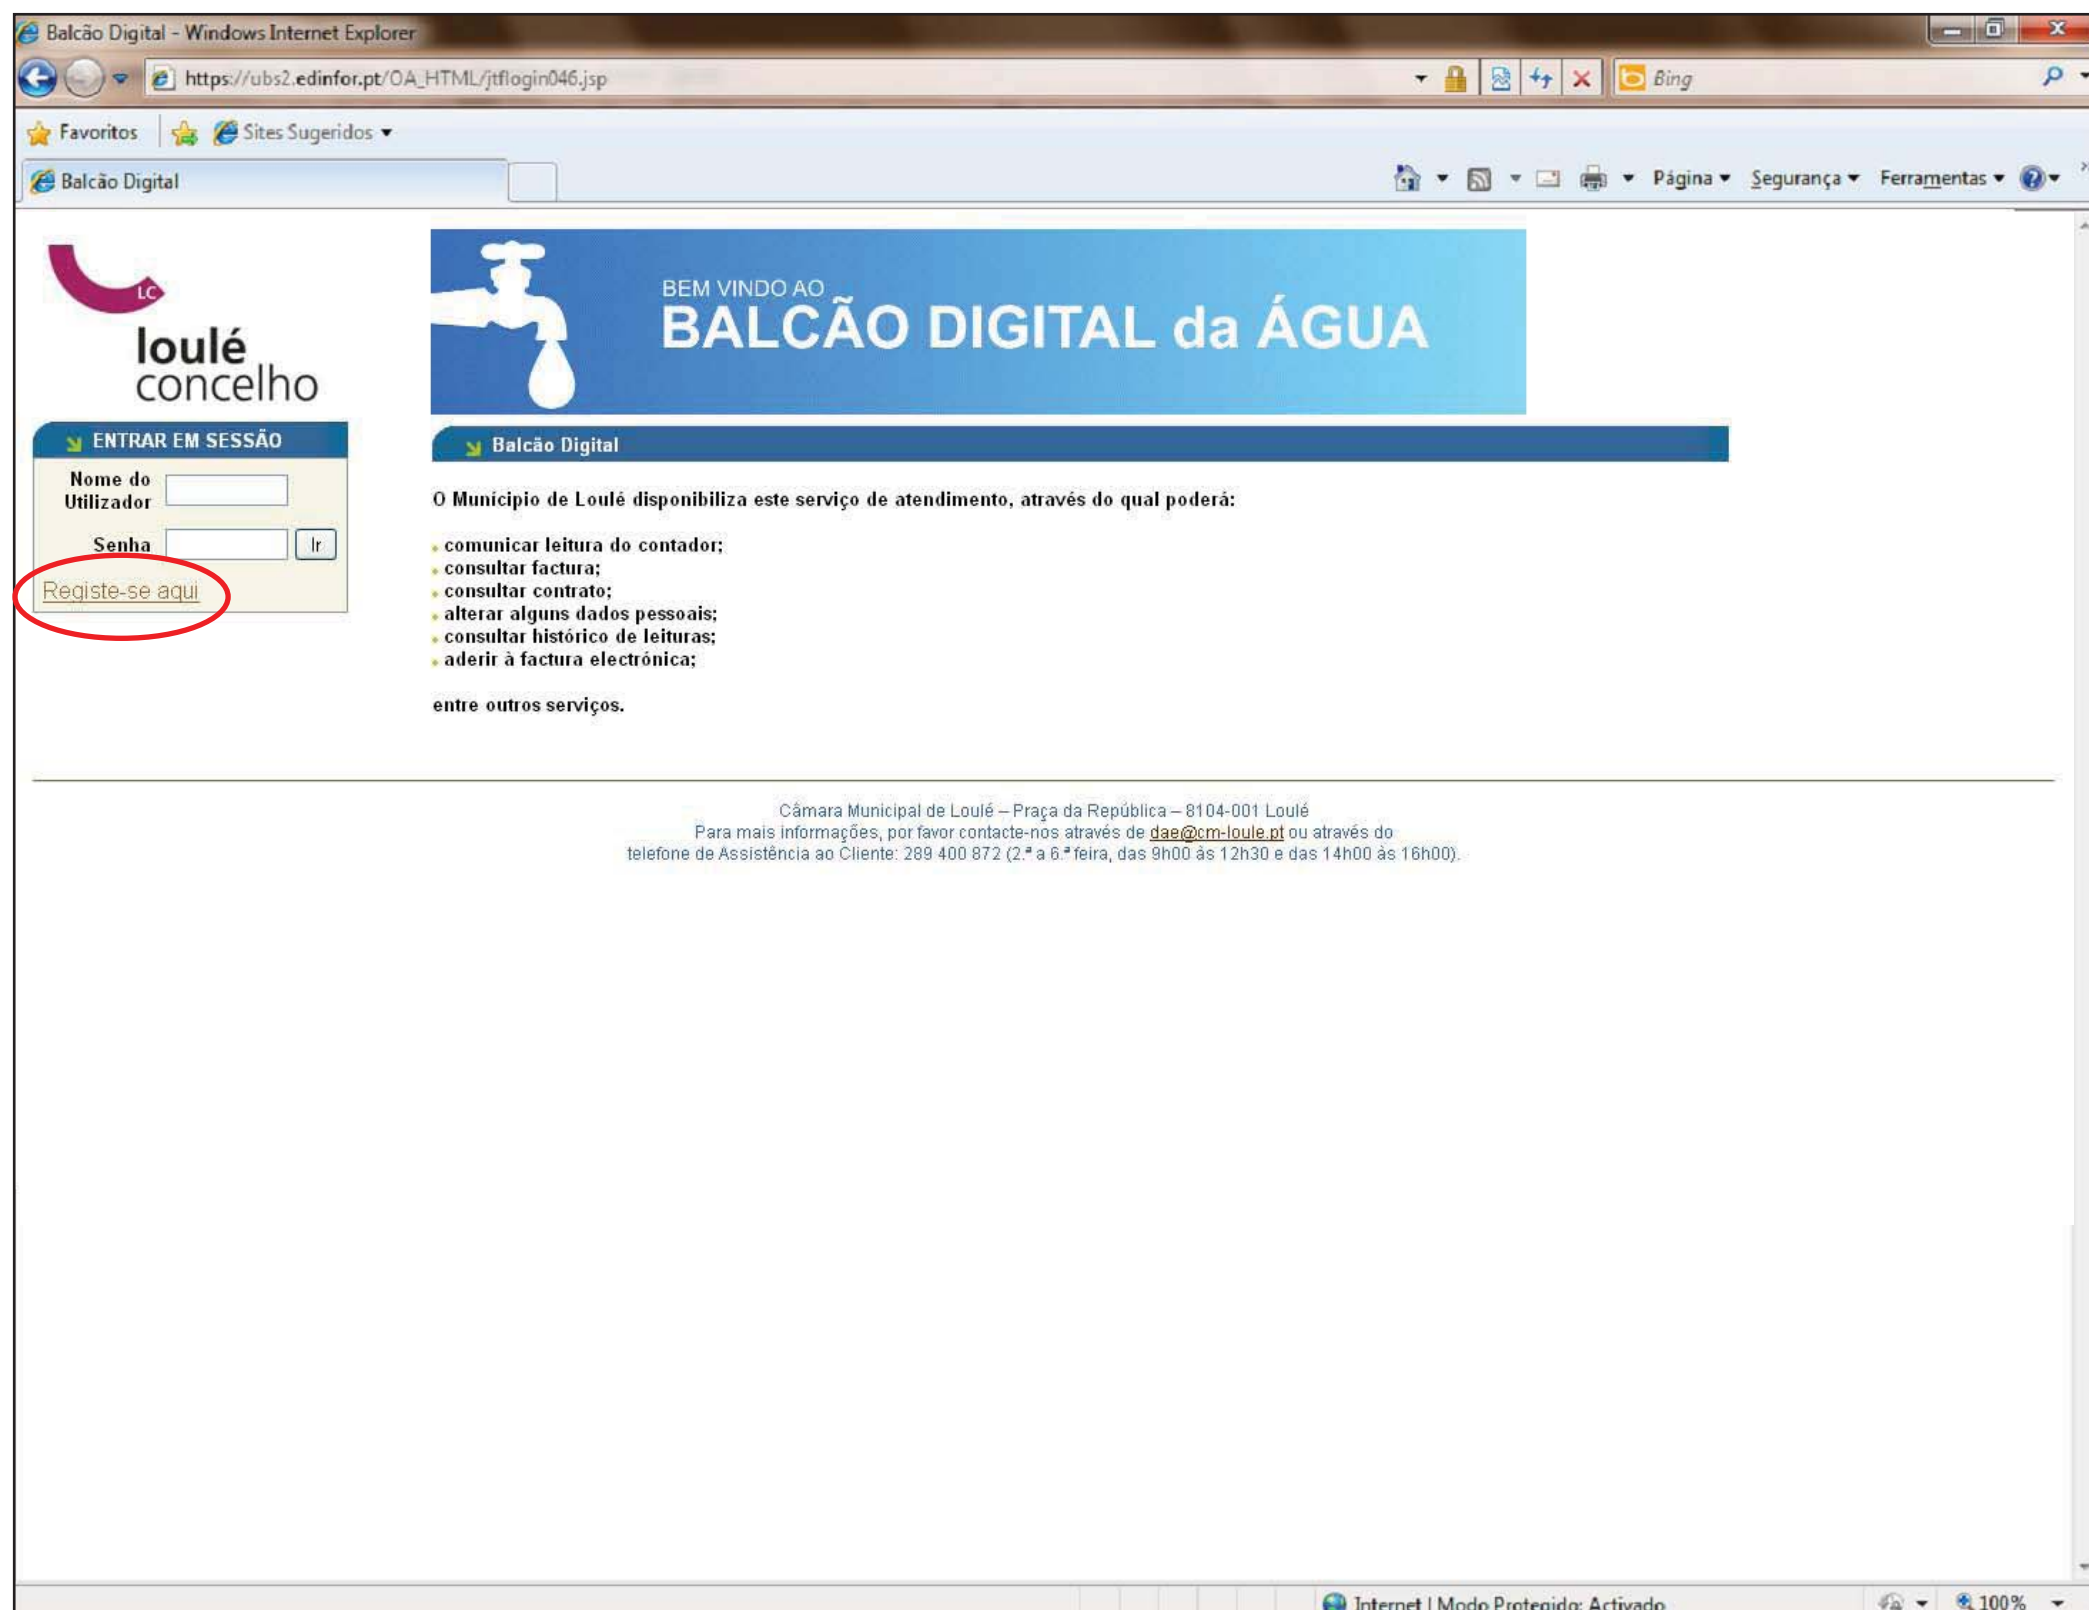 Balcão Digital - Windows Internet Explorer
https://ubs2.edinfor.pt/OA_HTML/jtflogin046.jsp
Bing
Favoritos
Sites Sugeridos
Balcão Digital
Página
Segurança
Ferramentas
LC
loulé
concelho
BEM VINDO AO
BALCÃO DIGITAL da ÁGUA
ENTRAR EM SESSÃO
Nome do
Utilizador
Senha
Ir
Registe-se aqui
Balcão Digital
O Munícipio de Loulé disponibiliza este serviço de atendimento, através do qual poderá:
comunicar leitura do contador;
consultar factura;
consultar contrato;
alterar alguns dados pessoais;
consultar histórico de leituras;
aderir à factura electrónica;
entre outros serviços.
Câmara Municipal de Loulé – Praça da República – 8104-001 Loulé
Para mais informações, por favor contacte-nos através de dae@cm-loule.pt ou através do
telefone de Assistência ao Cliente: 289 400 872 (2.ª a 6.ª feira, das 9h00 às 12h30 e das 14h00 às 16h00).
Internet | Modo Protegido: Activado
100%